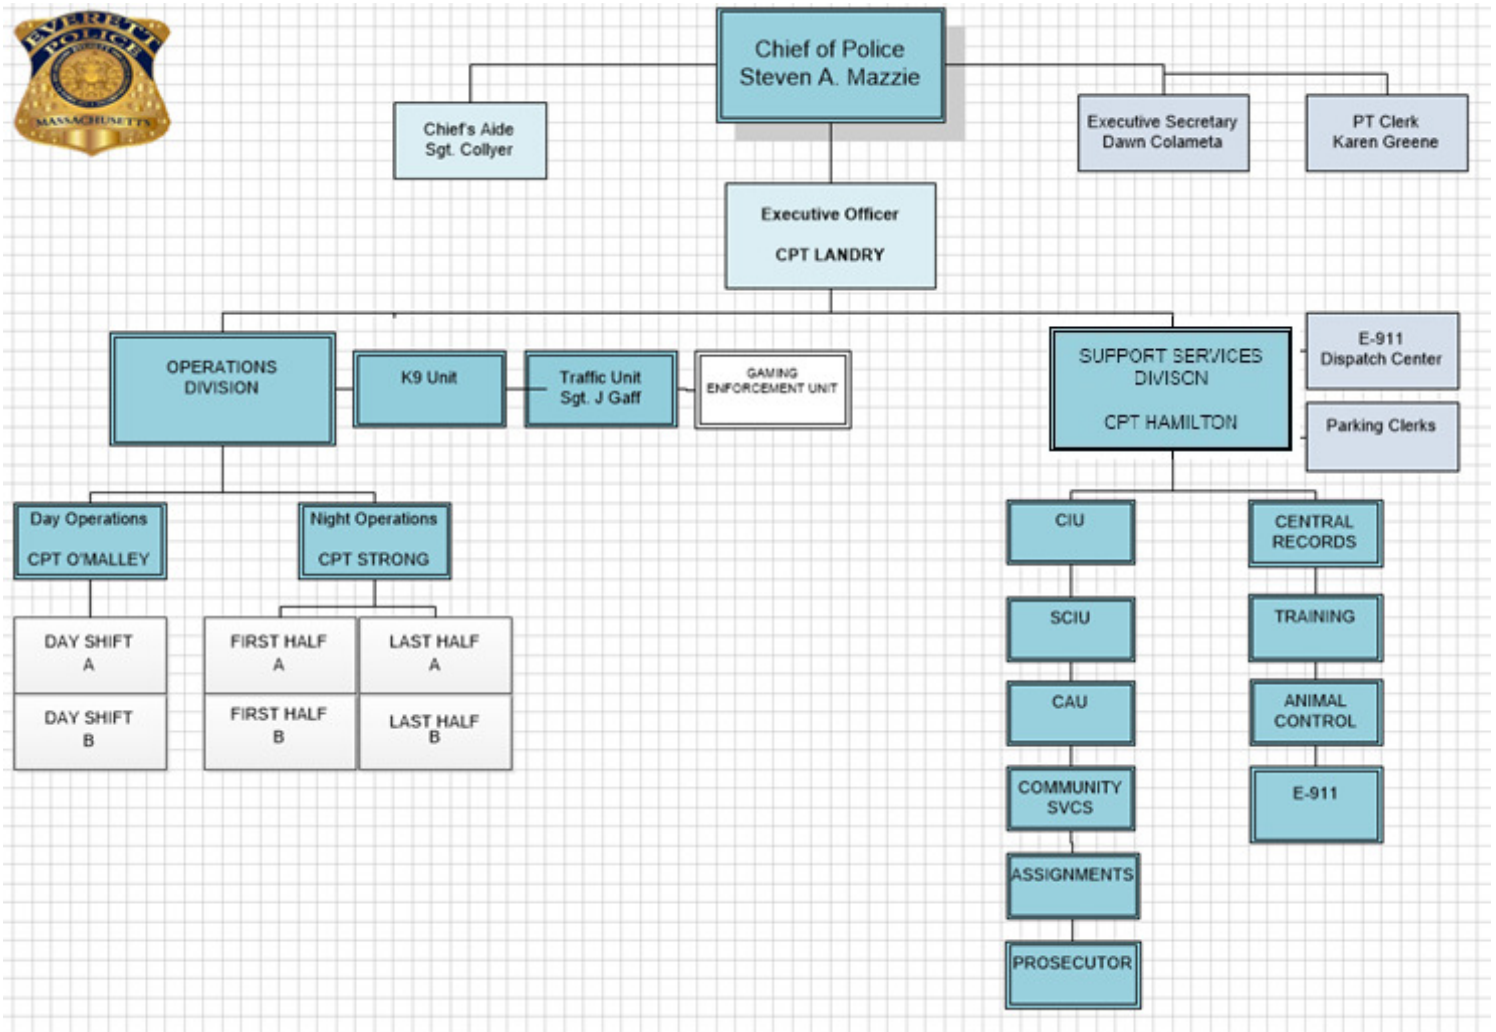 EVERETT
POLICE
MASSACHUSETTS
Chief of Police
Steven A. Mazzie
Chief's Aide
Sgt. Collyer
Executive Secretary
Dawn Colameta
PT Clerk
Karen Greene
Executive Officer
CPT LANDRY
OPERATIONS
DIVISION
K9 Unit
Traffic Unit
Sgt. J Gaff
GAMING
ENFORCEMENT UNIT
SUPPORT SERVICES
DIVISCN
CPT HAMILTON
E-911
Dispatch Center
Parking Clerks
Day Operations
CPT O'MALLEY
Night Operations
CPT STRONG
DAY SHIFT
A
DAY SHIFT
B
FIRST HALF
A
FIRST HALF
B
LAST HALF
A
LAST HALF
B
CIU
SCIU
CAU
COMMUNITY
SVCS
ASSIGNMENTS
PROSECUTOR
CENTRAL
RECORDS
TRAINING
ANIMAL
CONTROL
E-911